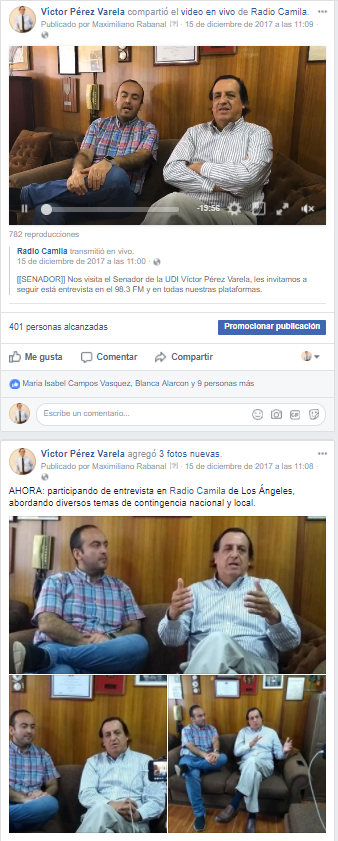 Víctor Pérez Varela compartió el video en vivo de Radio Camila.
Publicado por Maximiliano Rabanal [?] · 15 de diciembre de 2017 a las 11:09 ·
-19:56
782 reproducciones
Radio Camila transmitió en vivo.
15 de diciembre de 2017 a las 11:00 ·
[[SENADOR]] Nos visita el Senador de la UDI Víctor Pérez Varela, les invitamos a
seguir está entrevista en el 98.3 FM y en todas nuestras plataformas.
401 personas alcanzadas
Promocionar publicación
Me gusta
Comentar
Compartir
Maria Isabel Campos Vasquez, Blanca Alarcon y 9 personas más
Escribe un comentario...
GIF
Víctor Pérez Varela agregó 3 fotos nuevas.
Publicado por Maximiliano Rabanal [?] · 15 de diciembre de 2017 a las 11:08 ·
AHORA: participando de entrevista en Radio Camila de Los Ángeles,
abordando diversos temas de contingencia nacional y local.